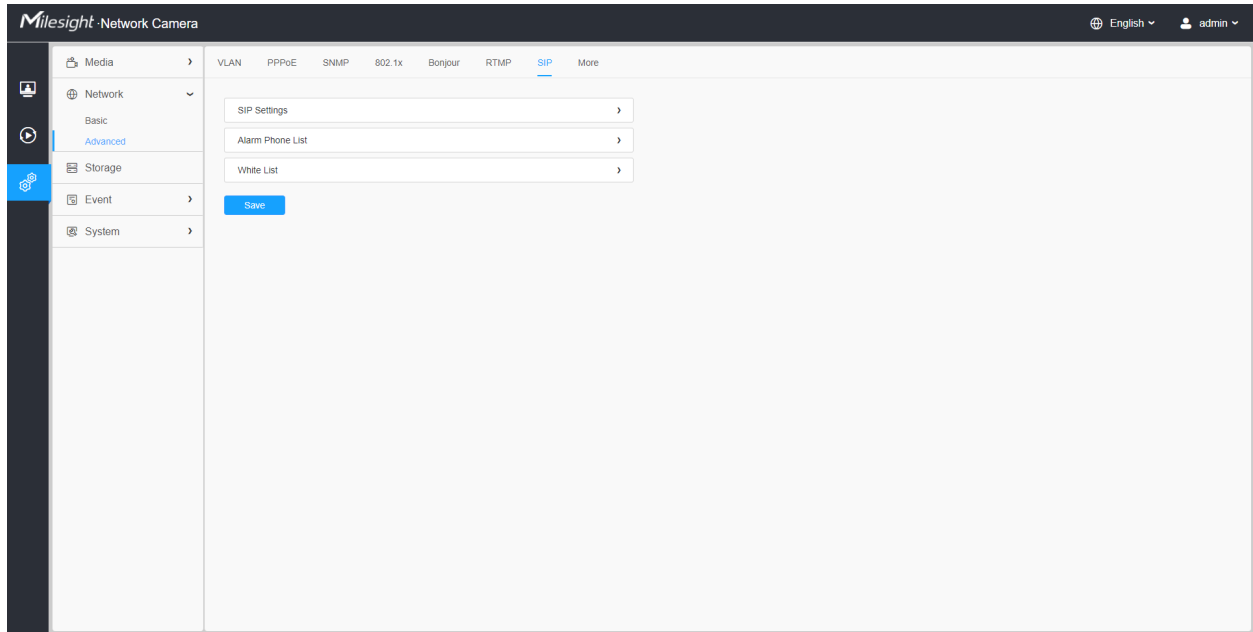 Milesight ·Network Camera
English
admin
Media
VLAN PPPoE SNMP 802.1x Bonjour RTMP SIP More
Network
Basic
Advanced
Storage
Event
System
SIP Settings
Alarm Phone List
White List
Save